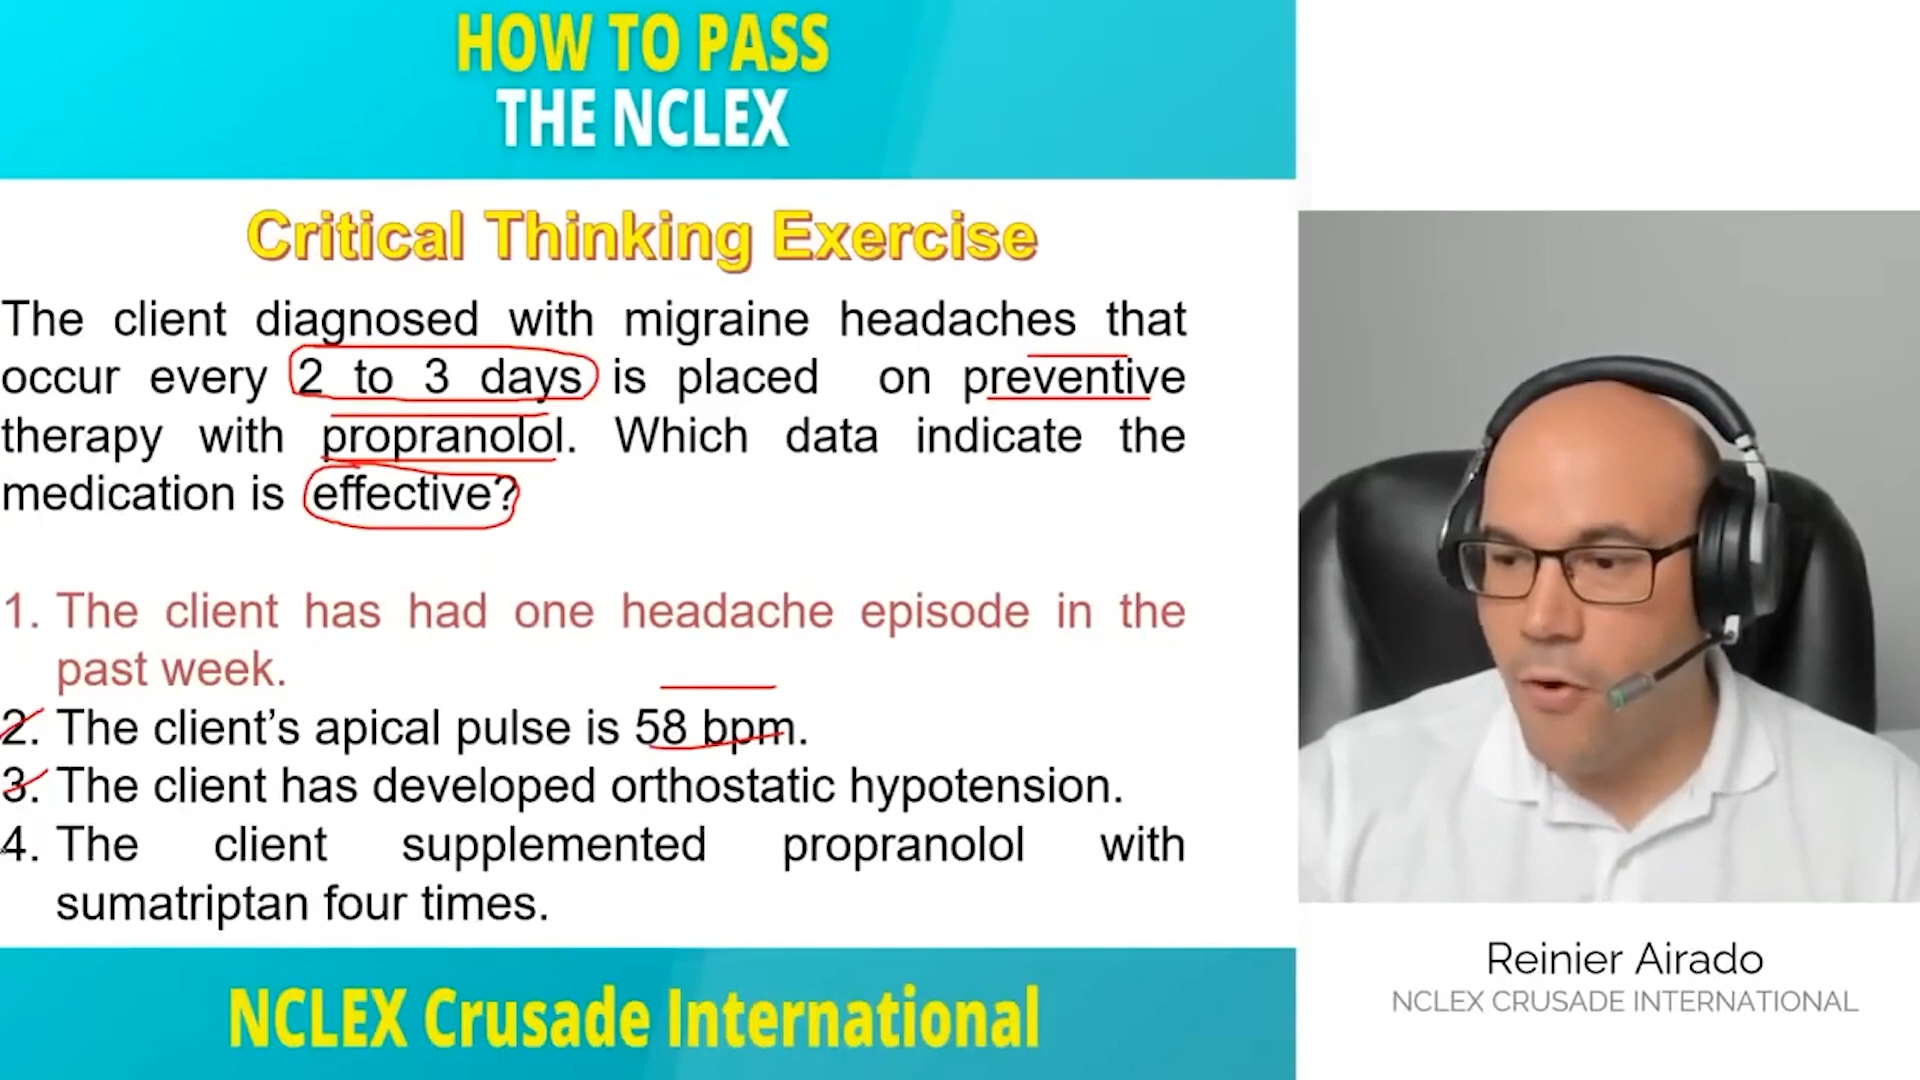 HOW TO PASS
THE NCLEX
Critical Thinking Exercise
The client diagnosed with migraine headaches that
occur every 2 to 3 days is placed on preventive
therapy with propranolol. Which data indicate the
medication is effective?
1. The client has had one headache episode in the
past week.
2. The client’s apical pulse is 58 bpm.
3. The client has developed orthostatic hypotension.
4. The client supplemented propranolol with
sumatriptan four times.
NCLEX Crusade International
Reinier Airado
NCLEX CRUSADE INTERNATIONAL